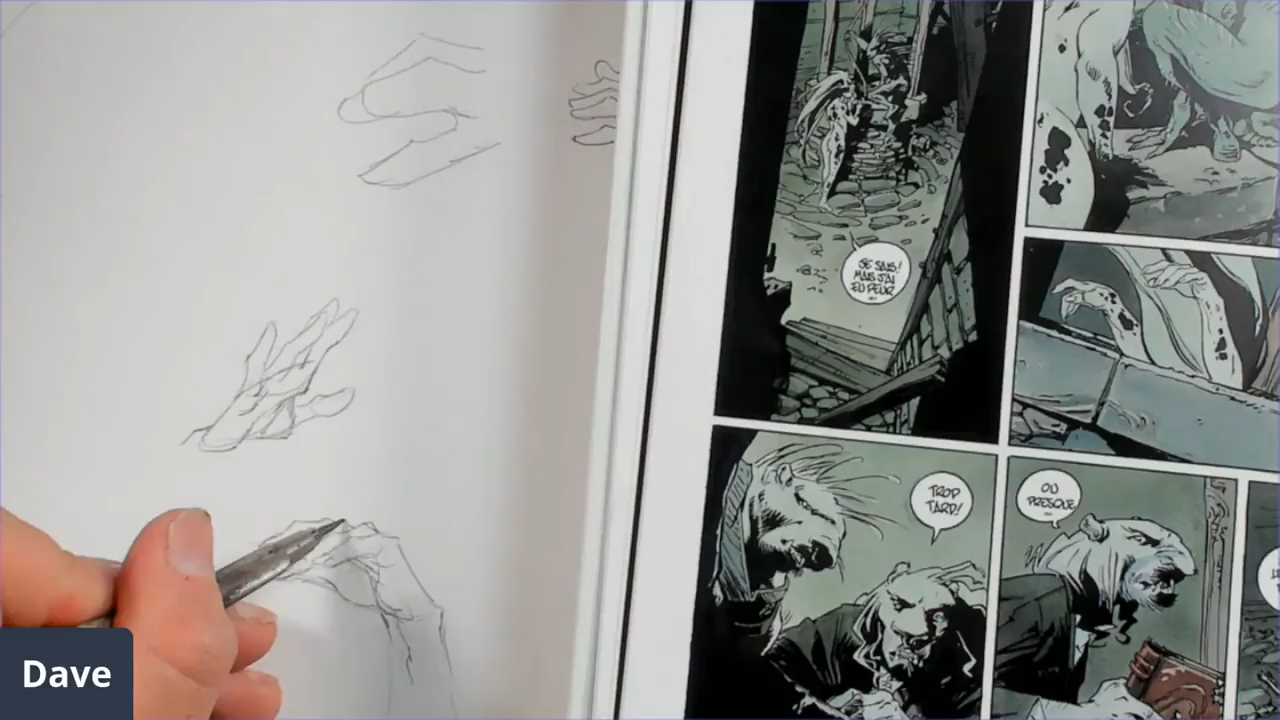 JE SAIS!
MAIS J'AI
EU PEUR
TROP
TARD!
OU
PRESQUE
Dave